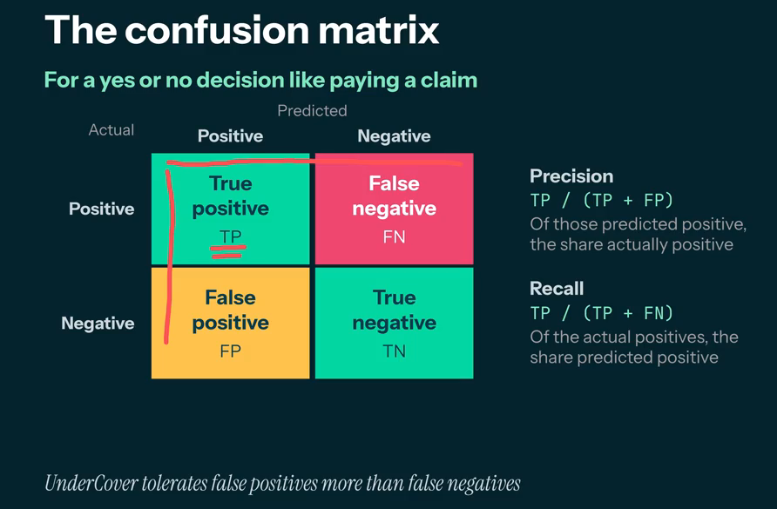 The confusion matrix
For a yes or no decision like paying a claim
Predicted
Actual
Positive
Negative
Positive
True
positive
TP
False
negative
FN
Negative
False
positive
FP
True
negative
TN
Precision
TP / (TP + FP)
Of those predicted positive,
the share actually positive
Recall
TP / (TP + FN)
Of the actual positives, the
share predicted positive
UnderCover tolerates false positives more than false negatives